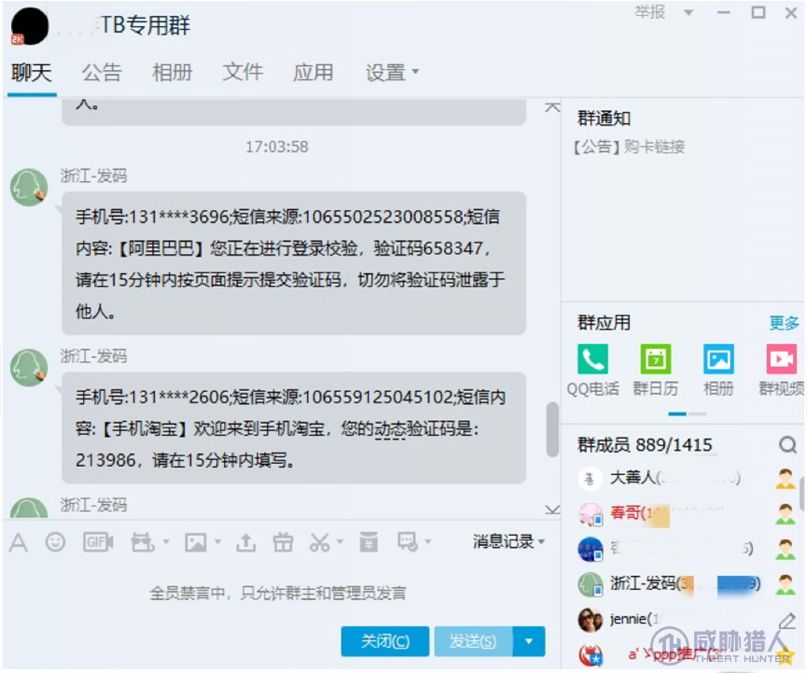 举报
2K
TB专用群
聊天 公告 相册 文件 应用 设置
人。
17:03:58
浙江-发码
手机号:131****3696;短信来源:1065502523008558;短信
内容:【阿里巴巴】您正在进行登录校验，验证码658347，
请在15分钟内按页面提示提交验证码，切勿将验证码泄露于
他人。
浙江-发码
手机号:131****2606;短信来源:106559125045102;短信内
容:【手机淘宝】欢迎来到手机淘宝，您的动态验证码是：
213986，请在15分钟内填写。
浙江-发码
GIF
消息记录
全员禁言中，只允许群主和管理员发言
关闭(C) 发送(S)
群通知
【公告】购卡链接
群应用 更多
QQ电话 群日历 相册 群视频
群成员 889/1415
大善人(
春哥(1
5)
浙江-发码(3 9)
jennie(1
a'ゞopp推广(
威胁猎人
THREAT HUNTER